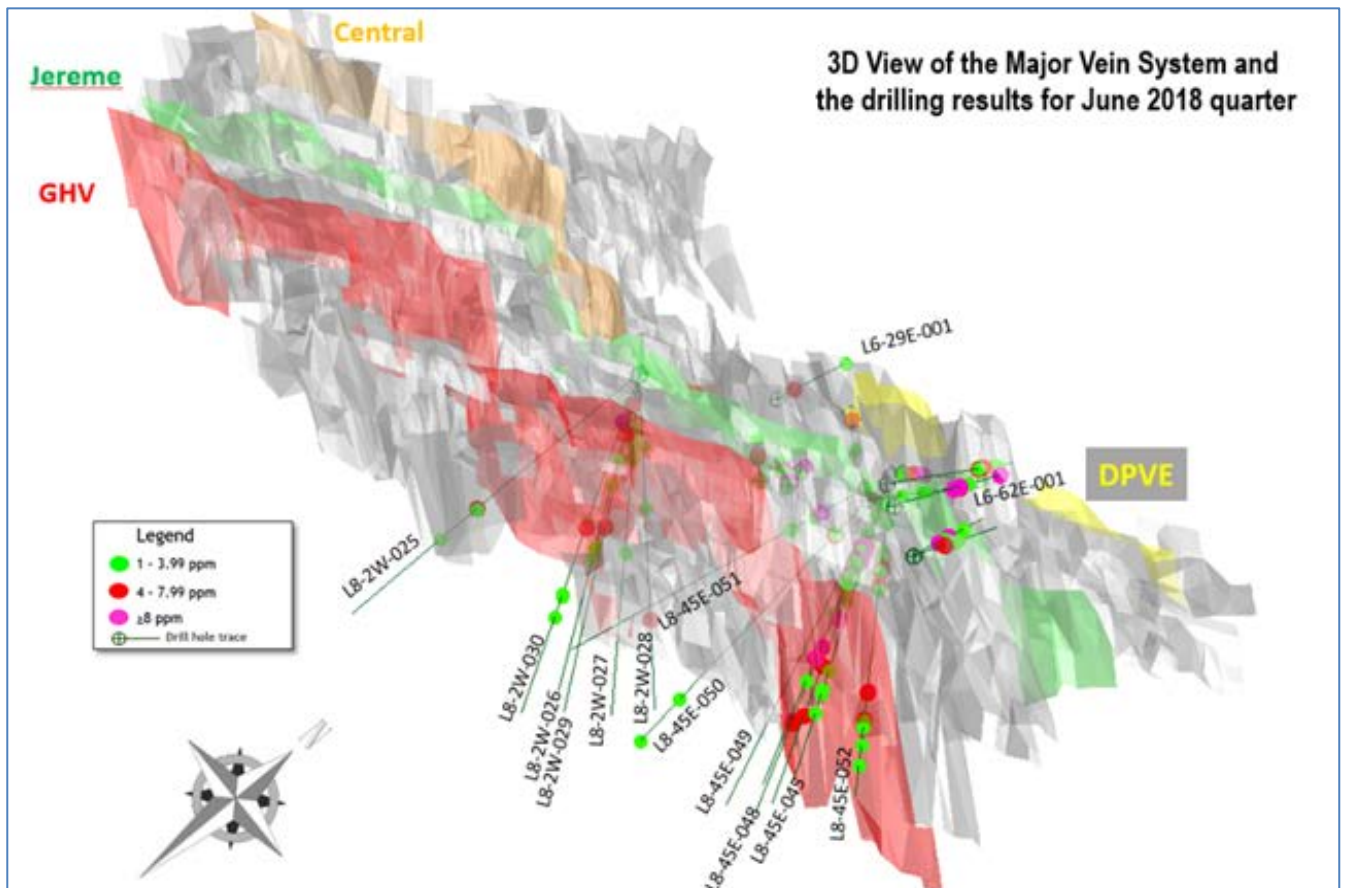 Central
3D View of the Major Vein System and
the drilling results for June 2018 quarter
Jereme
GHV
L6-29E-001
DPVE
L6-62E-001
Legend
1 - 3.99 ppm
4 - 7.99 ppm
≥8 ppm
Drill hole trace
L8-2W-025
L8-2W-030
L8-2W-026
L8-2W-029
L8-2W-027
L8-2W-028
L8-45E-051
L8-45E-050
L8-45E-049
L8-45E-048
L8-45E-045
L8-45E-052
N